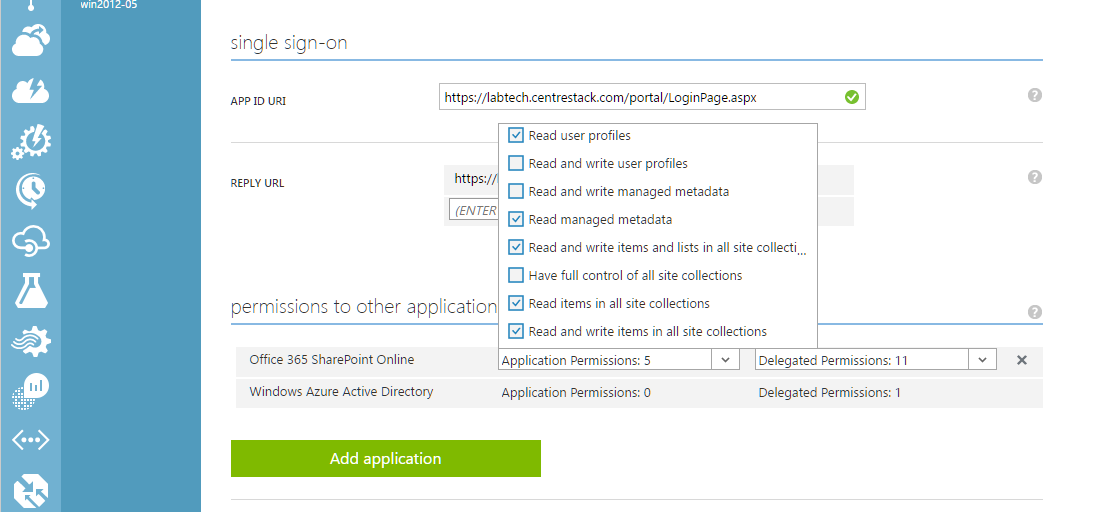 win2012-05
single sign-on
APP ID URI
https://labtech.centrestack.com/portal/LoginPage.aspx
Read user profiles
Read and write user profiles
REPLY URL
https://
Read and write managed metadata
(ENTER
Read managed metadata
Read and write items and lists in all site collecti...
Have full control of all site collections
permissions to other application
Read items in all site collections
Read and write items in all site collections
Office 365 SharePoint Online Application Permissions: 5 Delegated Permissions: 11
Windows Azure Active Directory Application Permissions: 0 Delegated Permissions: 1
Add application